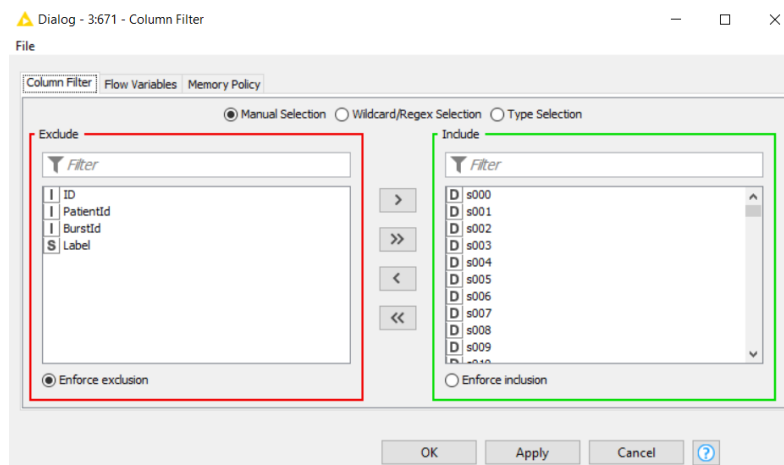 Dialog - 3:671 - Column Filter
File
Column Filter Flow Variables Memory Policy
Manual Selection Wildcard/Regex Selection Type Selection
Exclude
Filter
I ID
I PatientId
I BurstId
S Label
Enforce exclusion
>
>>
<
<<
Include
Filter
D s000
D s001
D s002
D s003
D s004
D s005
D s006
D s007
D s008
D s009
Enforce inclusion
OK Apply Cancel ?